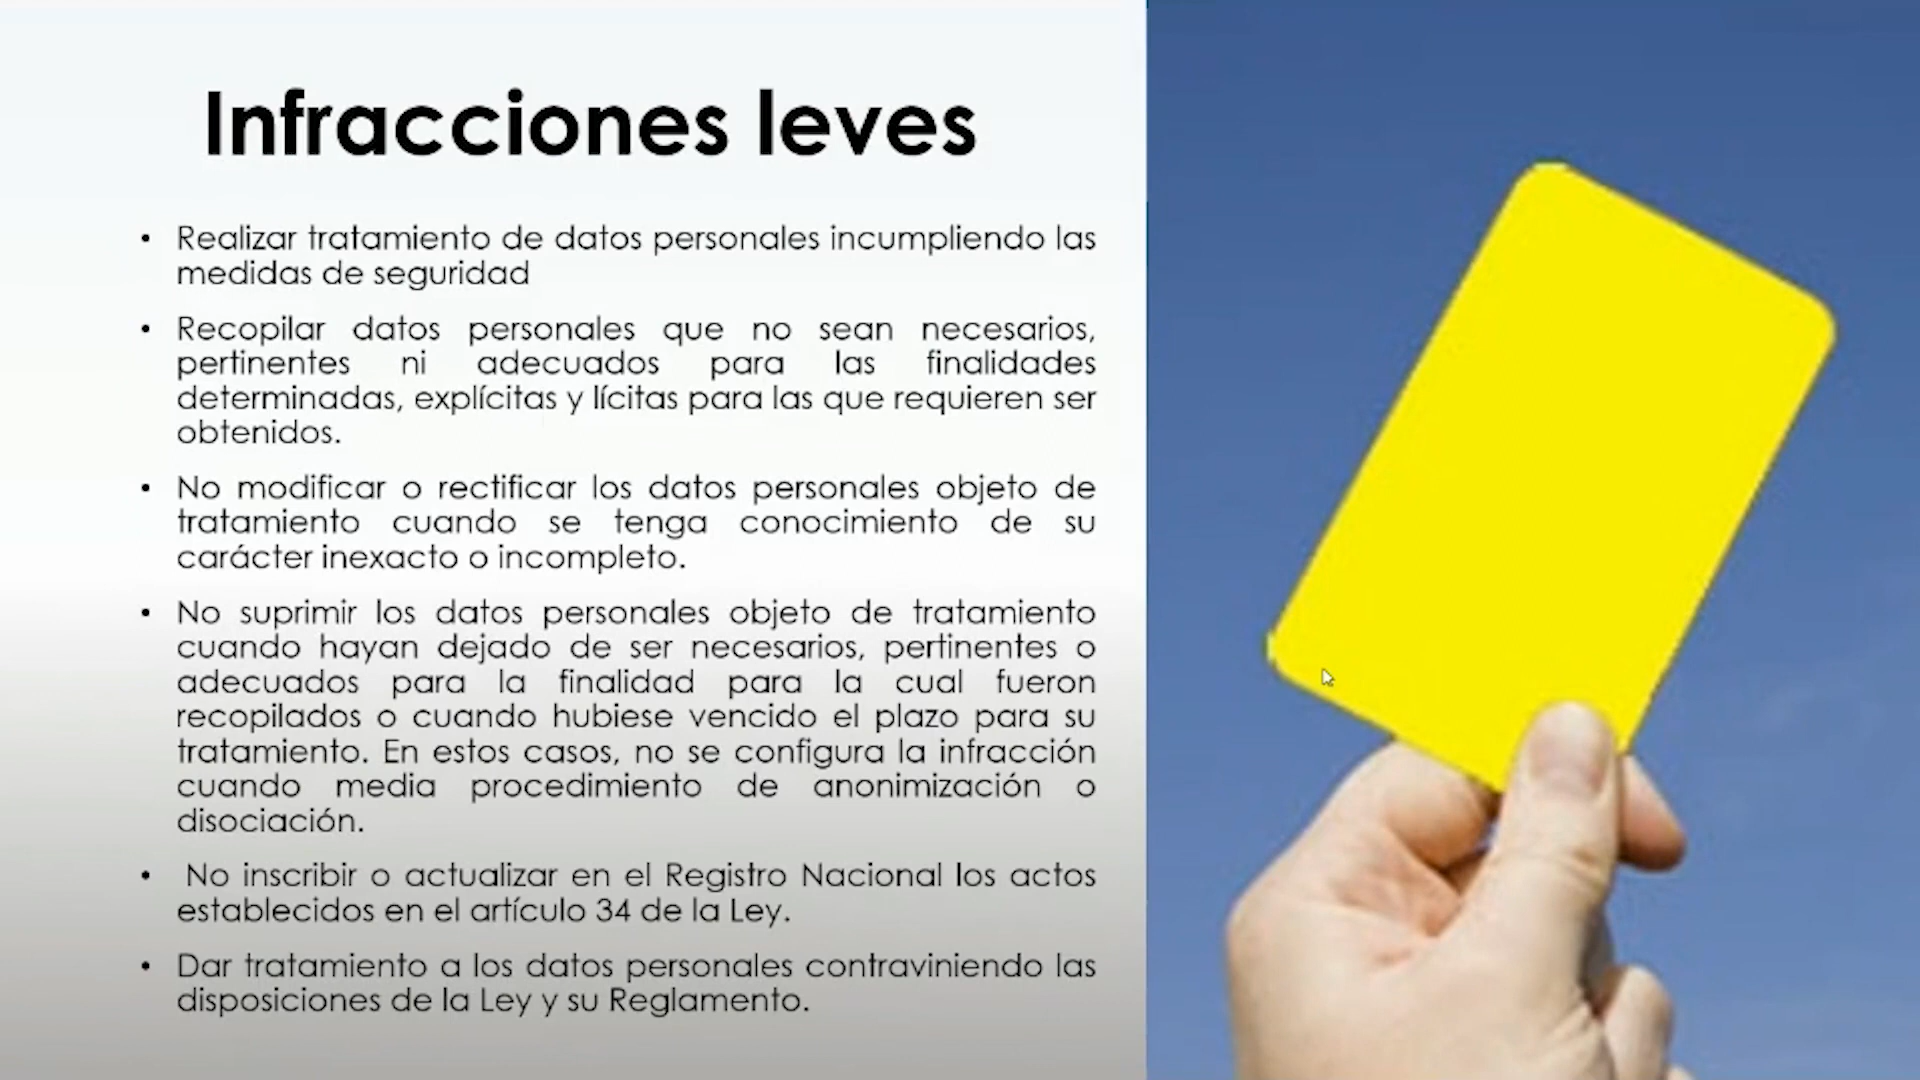 Infracciones leves
• Realizar tratamiento de datos personales incumpliendo las
medidas de seguridad
• Recopilar datos personales que no sean necesarios,
pertinentes ni adecuados para las finalidades
determinadas, explícitas y lícitas para las que requieren ser
obtenidos.
• No modificar o rectificar los datos personales objeto de
tratamiento cuando se tenga conocimiento de su
carácter inexacto o incompleto.
• No suprimir los datos personales objeto de tratamiento
cuando hayan dejado de ser necesarios, pertinentes o
adecuados para la finalidad para la cual fueron
recopilados o cuando hubiese vencido el plazo para su
tratamiento. En estos casos, no se configura la infracción
cuando media procedimiento de anonimización o
disociación.
• No inscribir o actualizar en el Registro Nacional los actos
establecidos en el artículo 34 de la Ley.
• Dar tratamiento a los datos personales contraviniendo las
disposiciones de la Ley y su Reglamento.